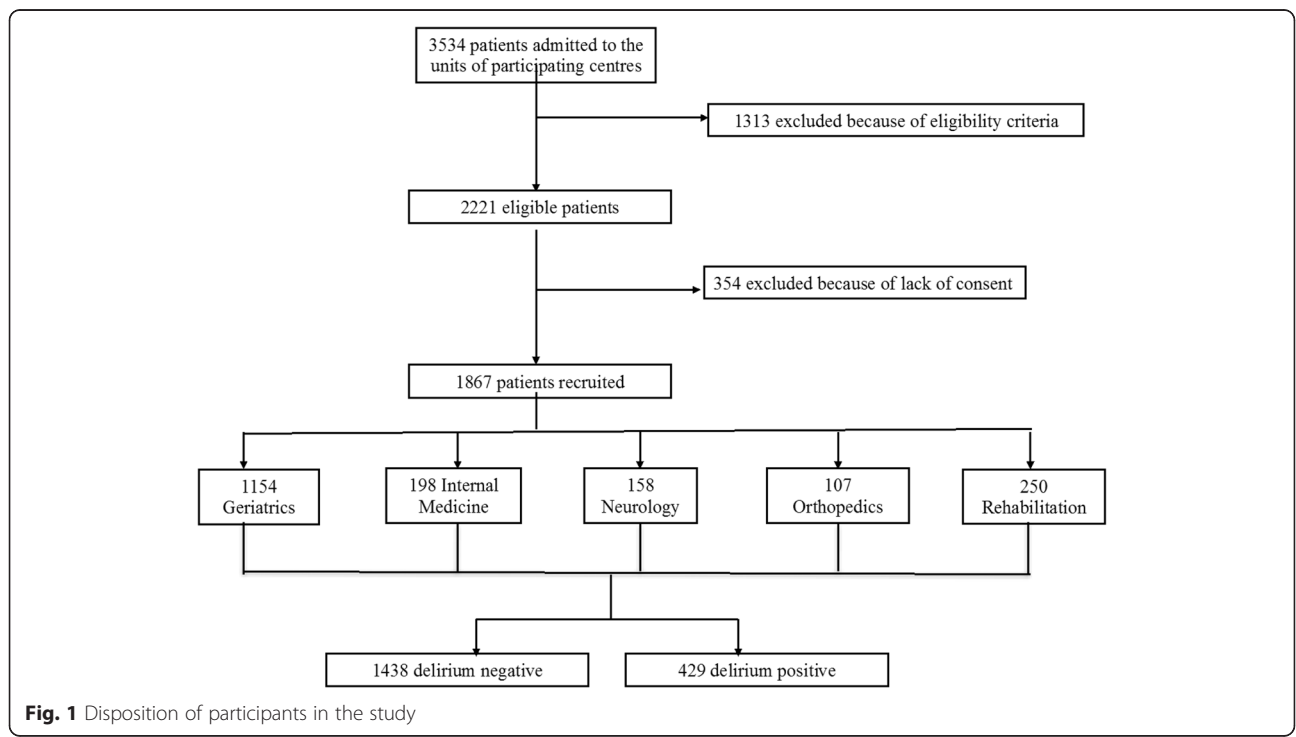 3534 patients admitted to the
units of participating centres
1313 excluded because of eligibility criteria
2221 eligible patients
354 excluded because of lack of consent
1867 patients recruited
1154
Geriatrics
198 Internal
Medicine
158
Neurology
107
Orthopedics
250
Rehabilitation
1438 delirium negative
429 delirium positive
Fig. 1 Disposition of participants in the study